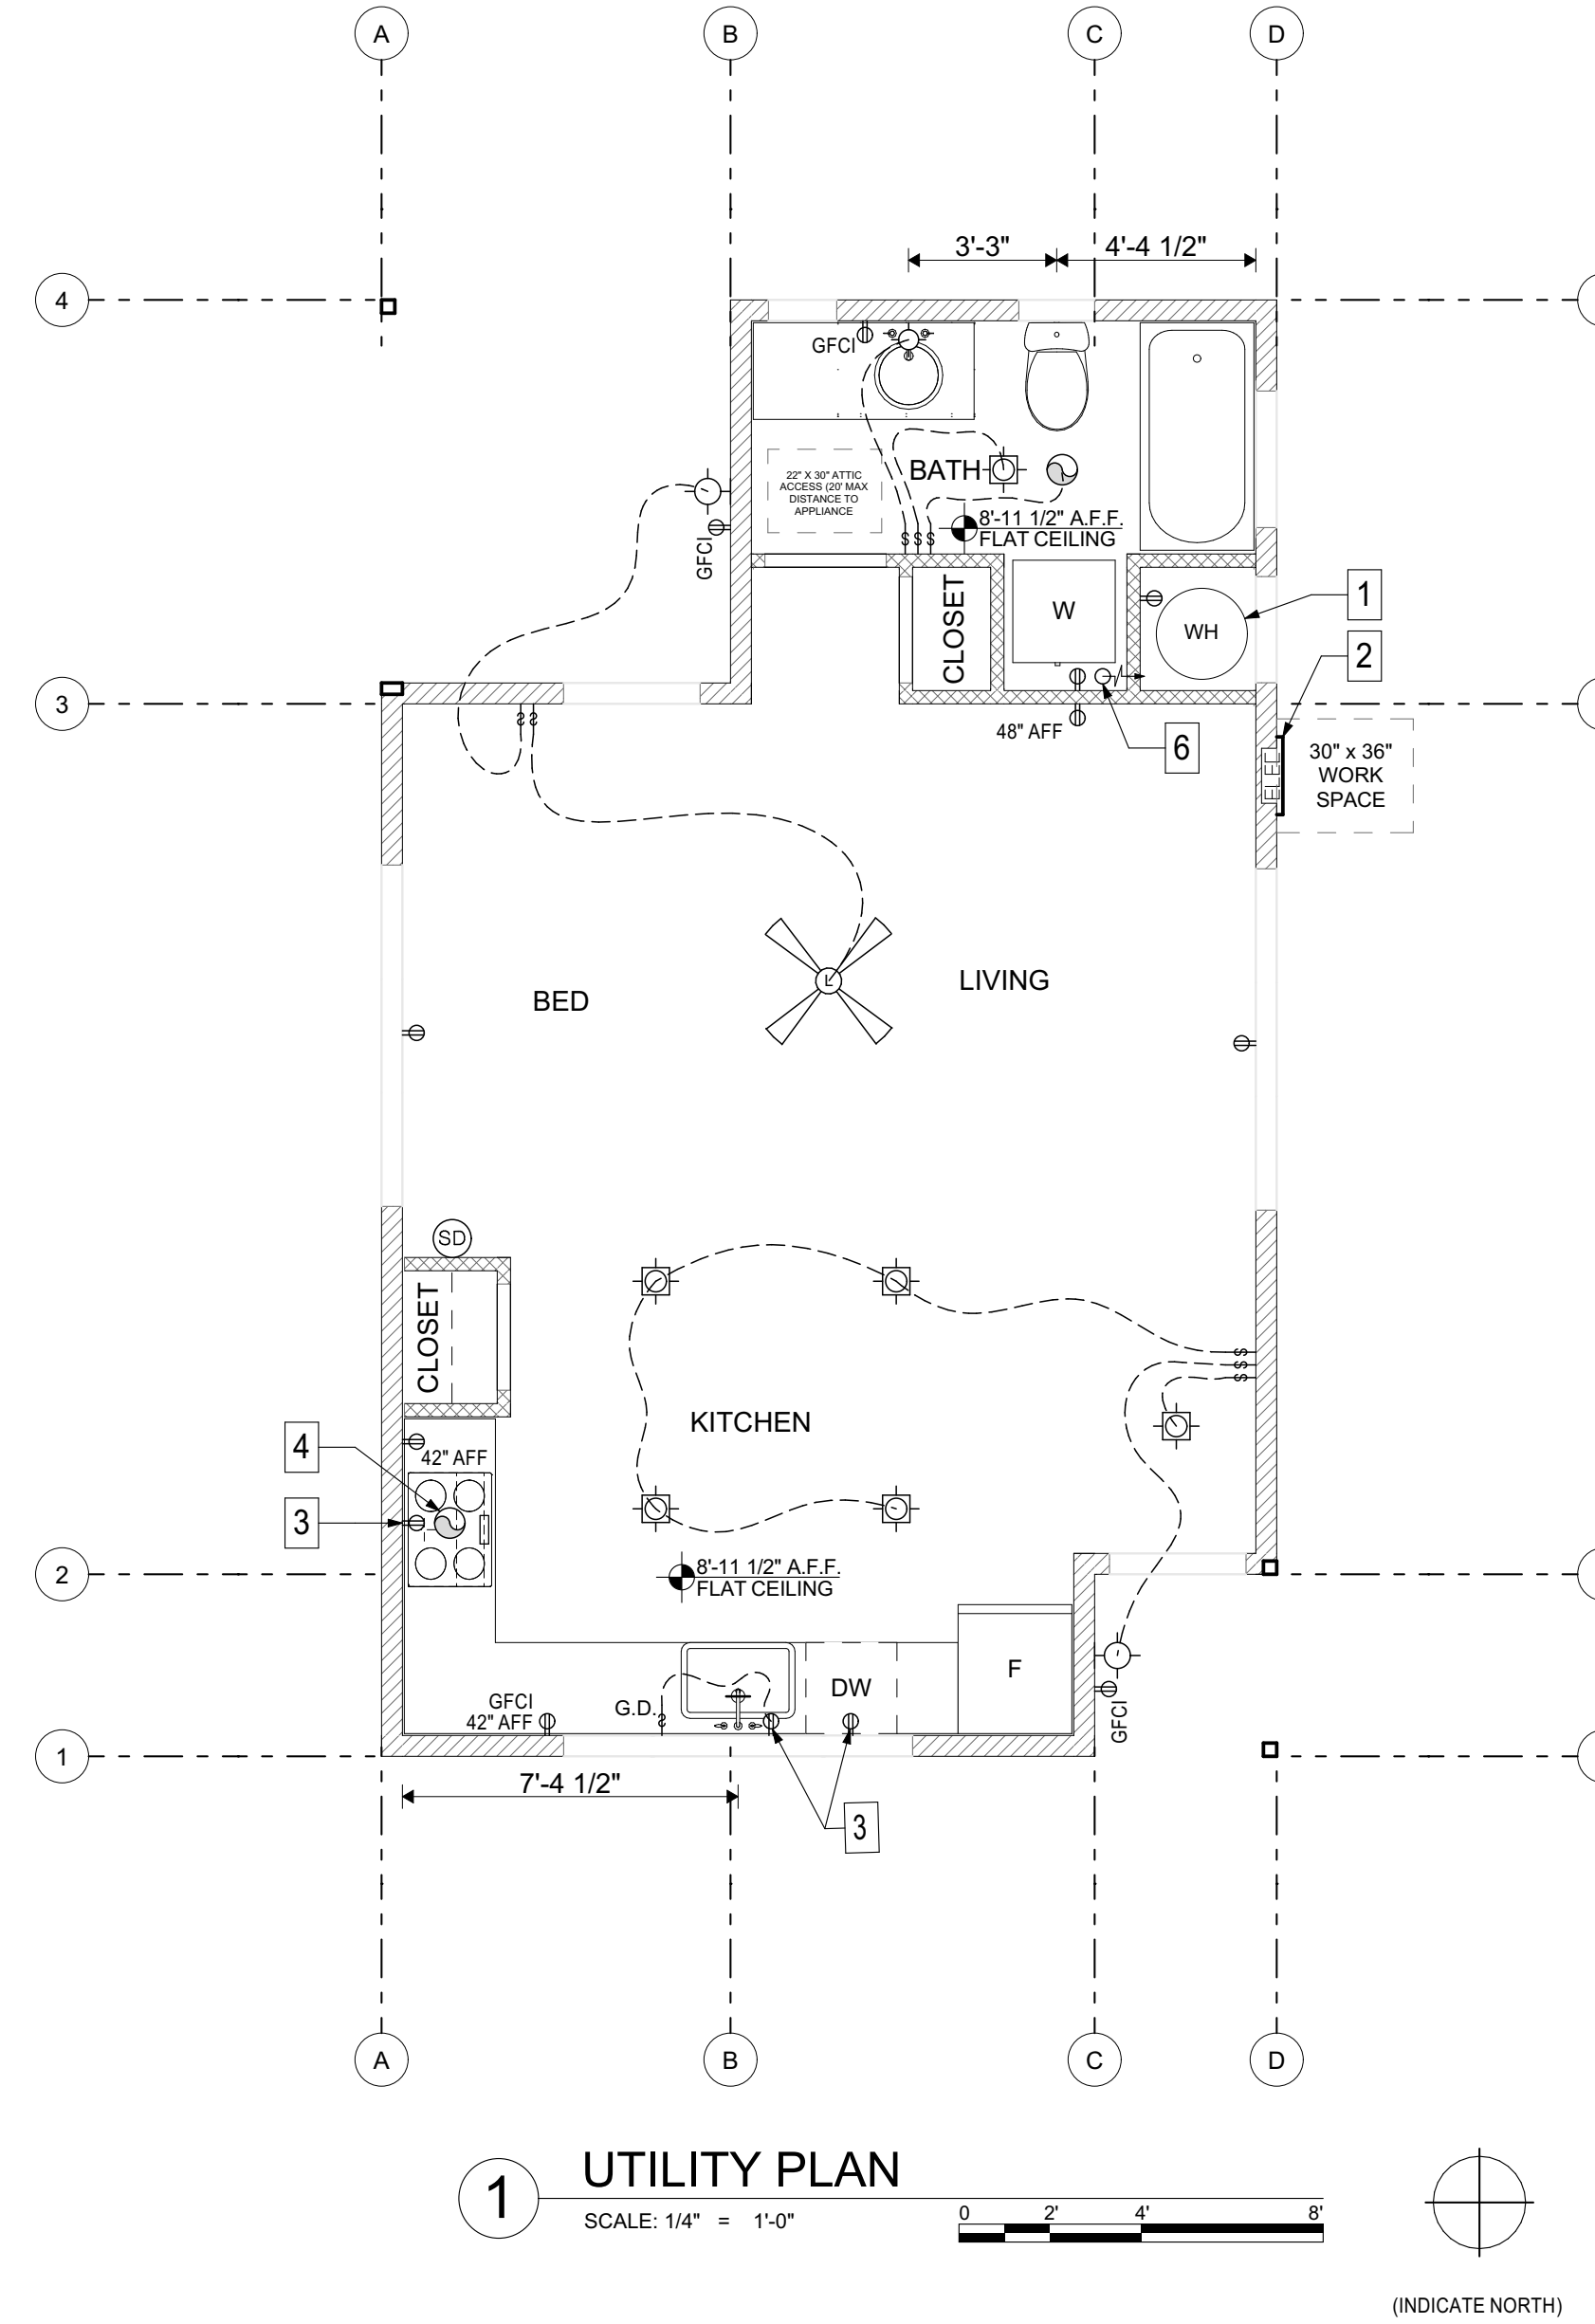 A B C D
3'-3" 4'-4 1/2"
4
GFCI
BATH
22" X 30" ATTIC
ACCESS (20' MAX
DISTANCE TO
APPLIANCE
8'-11 1/2" A.F.F.
FLAT CEILING
GFCI
CLOSET
W
WH
1
2
3
48" AFF
6
ELEC
30" x 36"
WORK
SPACE
BED
L
LIVING
SD
CLOSET
KITCHEN
4
42" AFF
3
2
8'-11 1/2" A.F.F.
FLAT CEILING
F
DW
GFCI
42" AFF
G.D.
GFCI
1
7'-4 1/2"
3
A B C D
1
UTILITY PLAN
SCALE: 1/4" = 1'-0"
0 2' 4' 8'
(INDICATE NORTH)